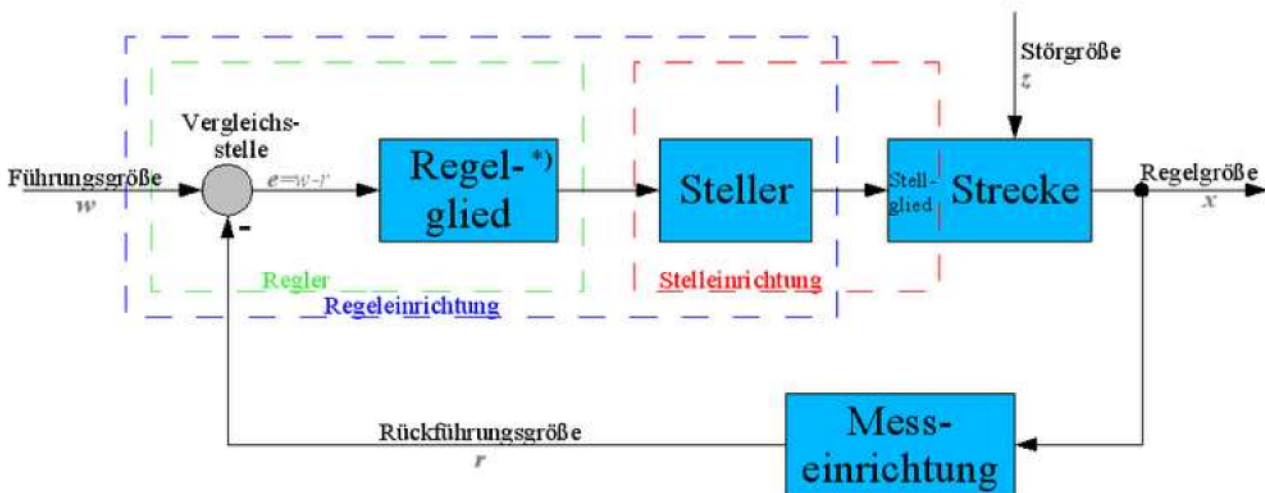 Störgröße
z
Vergleichs-
stelle
Führungsgröße
w
e=w-r
-
Regel- *)
glied
Steller
Stell-
glied
Strecke
Regelgröße
x
Regler
Regeleinrichtung
Stelleinrichtung
Rückführungsgröße
r
Mess-
einrichtung